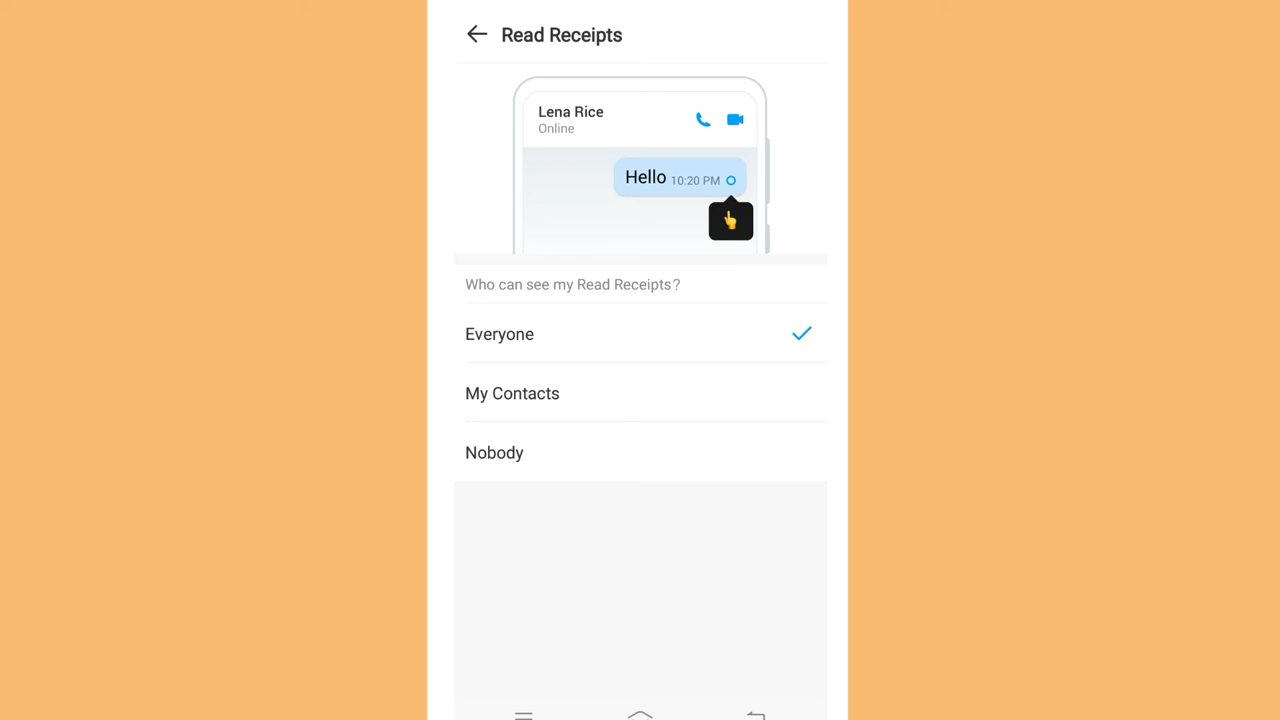 Read Receipts
Lena Rice
Online
Hello 10:20 PM
Who can see my Read Receipts?
Everyone
My Contacts
Nobody